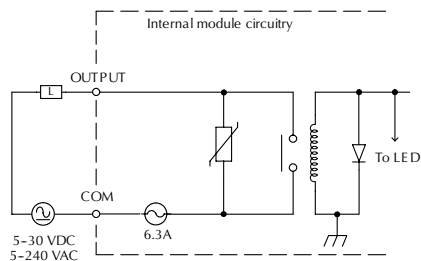 Internal module circuitry
OUTPUT
L
To LED
COM
6.3A
5-30 VDC
5-240 VAC